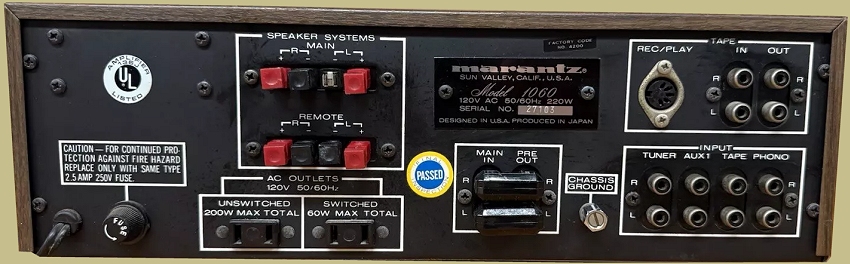 AMPLIFIER
UL
LISTED
CAUTION — FOR CONTINUED PRO-
TECTION AGAINST FIRE HAZARD
REPLACE ONLY WITH SAME TYPE
2.5 AMP 250V FUSE.
FUSE
SPEAKER SYSTEMS
MAIN
R L
+ - - +
REMOTE
R L
+ - - +
AC OUTLETS
120V 50/60Hz
UNSWITCHED
200W MAX TOTAL
SWITCHED
60W MAX TOTAL
marantz
SUN VALLEY, CALIF., U.S.A.
Model 1060
120V AC 50/60Hz 220W
SERIAL NO. 27103
DESIGNED IN U.S.A. PRODUCED IN JAPAN
FACTORY CODE
NO. 4200
FINAL
PASSED
MAIN IN
PRE OUT
R R
L L
CHASSIS
GROUND
TAPE
REC/PLAY IN OUT
R R
L L
INPUT
TUNER AUX1 TAPE PHONO
R R
L L